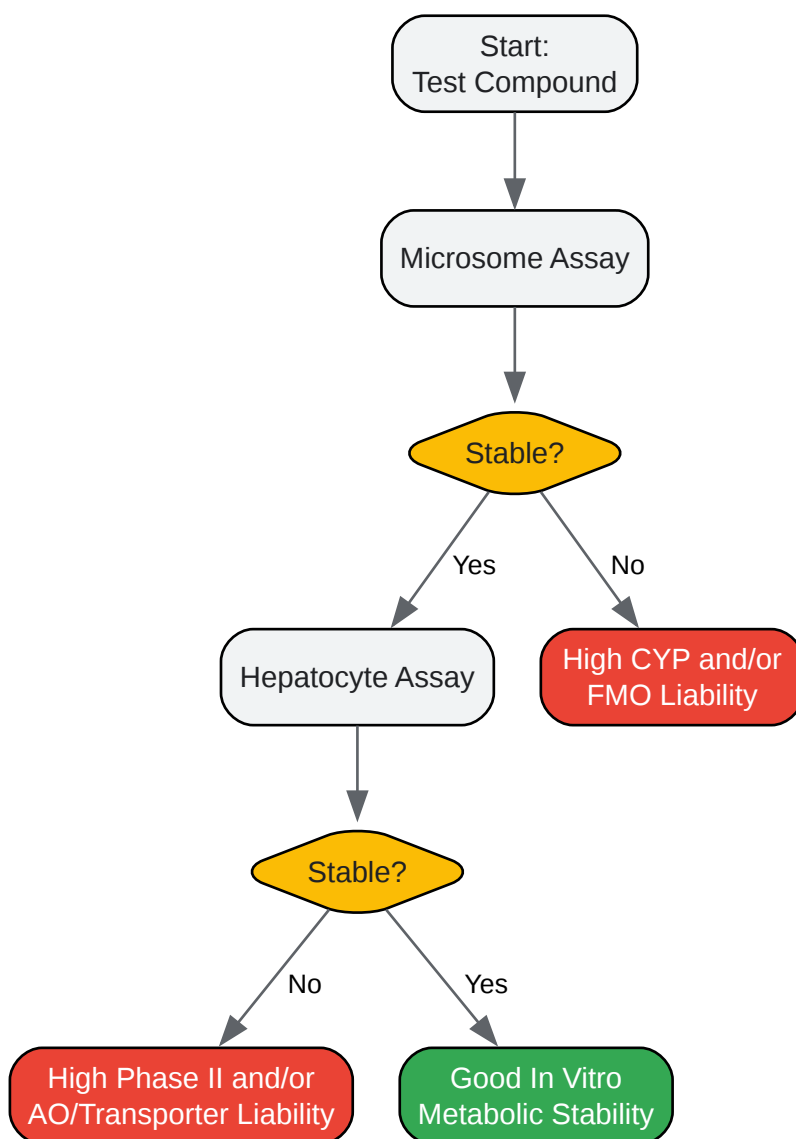 Start:
Test Compound
Microsome Assay
Stable?
Yes
No
Hepatocyte Assay
High CYP and/or
FMO Liability
Stable?
No
Yes
High Phase II and/or
AO/Transporter Liability
Good In Vitro
Metabolic Stability